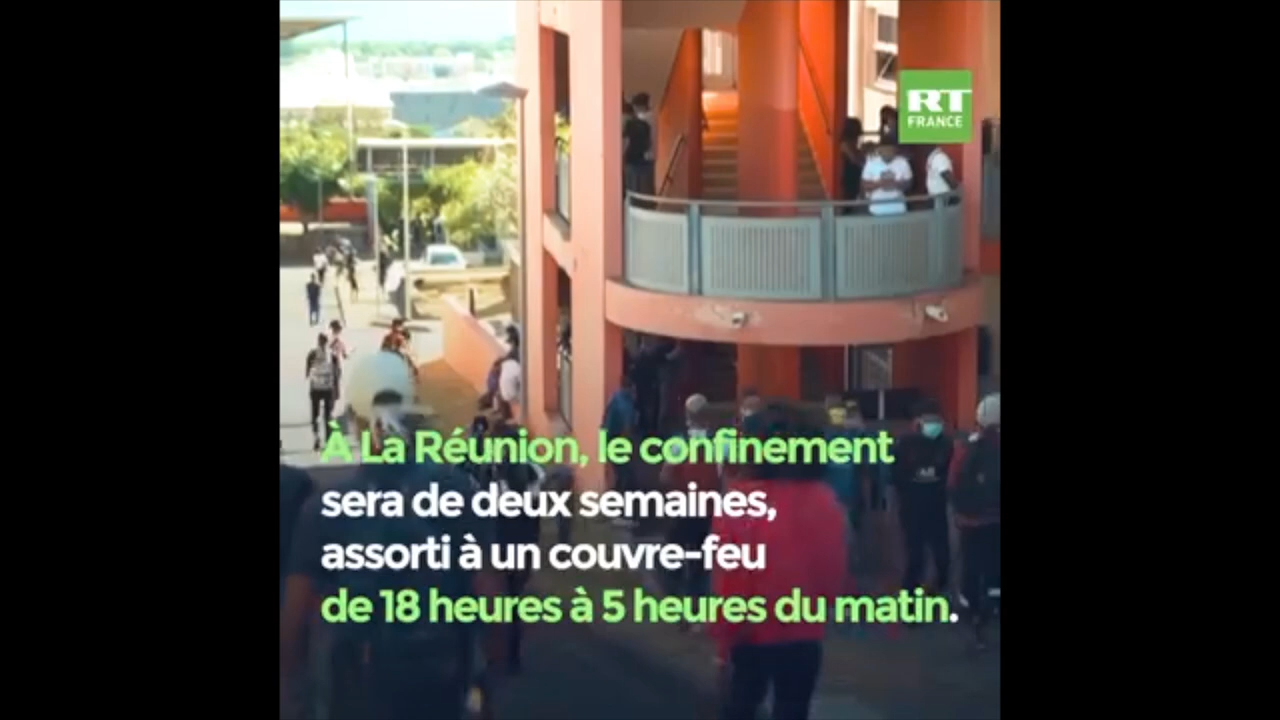 RT
FRANCE
À La Réunion, le confinement
sera de deux semaines,
assorti à un couvre-feu
de 18 heures à 5 heures du matin.